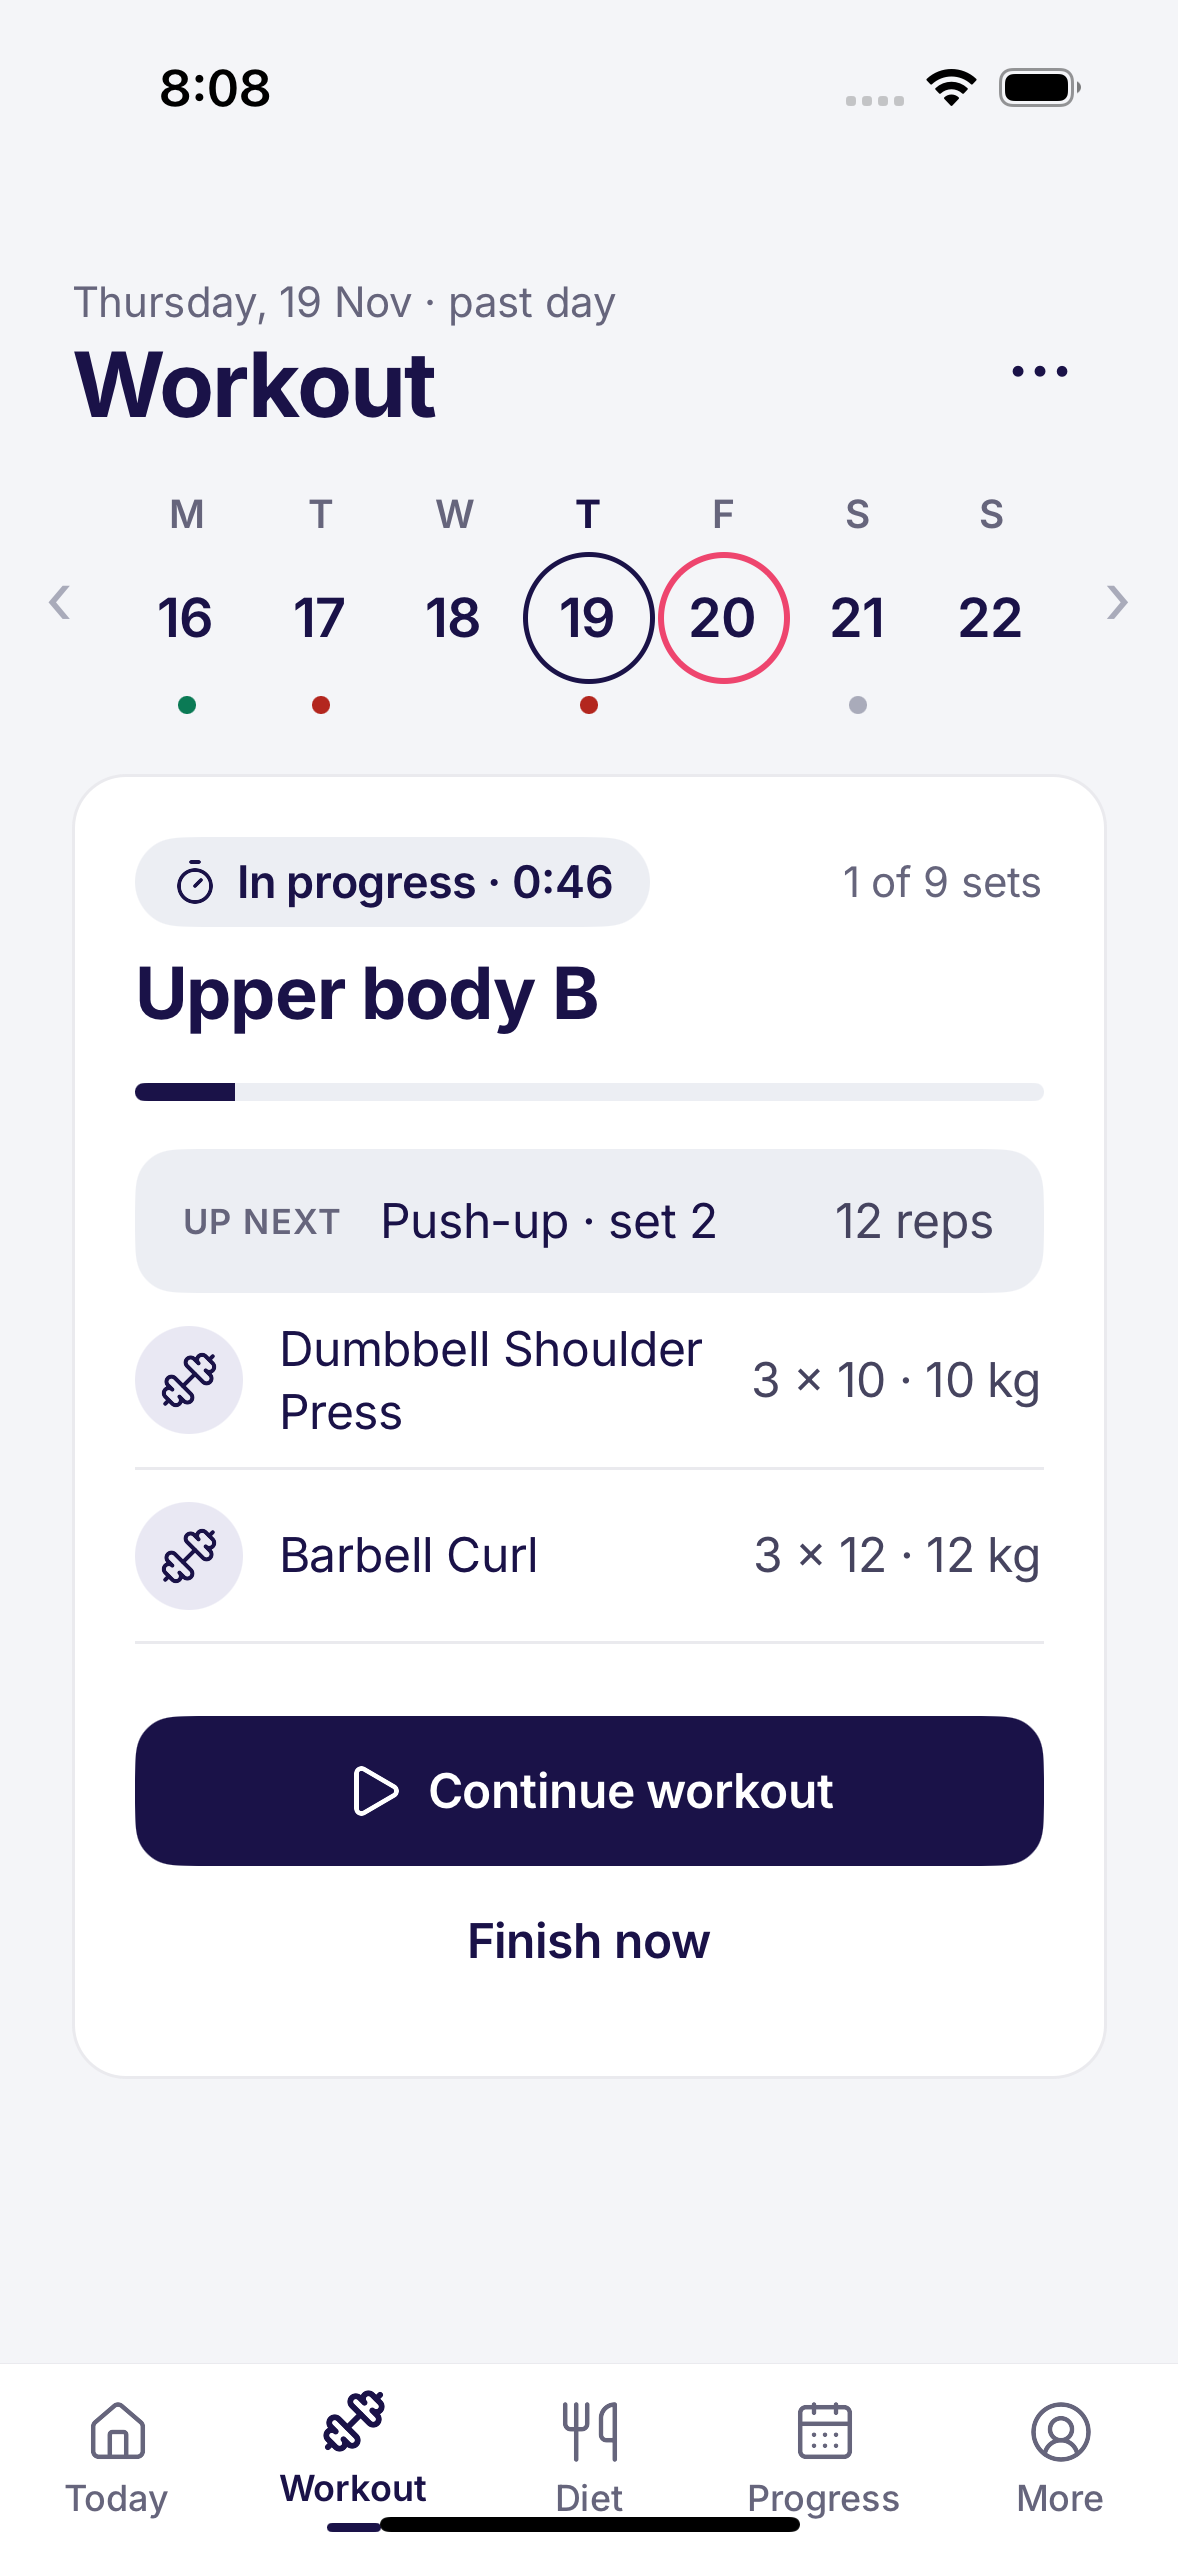 8:08
Thursday, 19 Nov · past day
Workout
M T W T F S S
16 17 18 19 20 21 22
In progress · 0:46
1 of 9 sets
Upper body B
UP NEXT Push-up · set 2 12 reps
Dumbbell Shoulder
Press
3 × 10 · 10 kg
Barbell Curl 3 × 12 · 12 kg
Continue workout
Finish now
Today Workout Diet Progress More